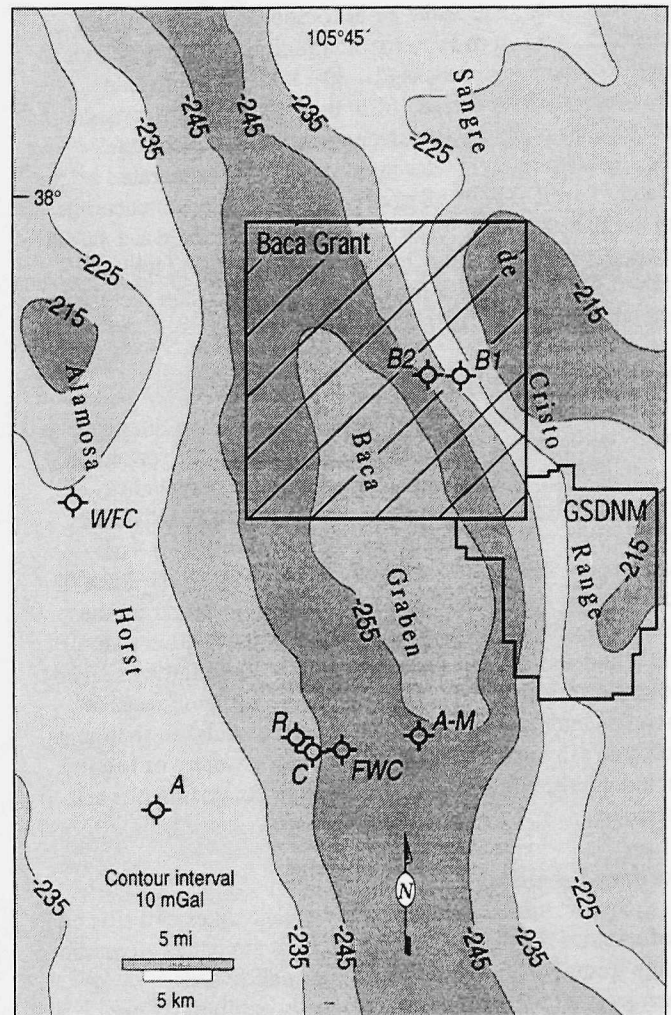 105°45´
Sangre
-235
-245
-245
-235
-225
38°
Baca Grant
de
-225
-215
-215
B2
B1
Alamosa
Cristo
Baca
WFC
GSDNM
Range
-215
Graben
Horst
-255
R
A-M
C
FWC
A
Contour interval
10 mGal
N
-235
-225
5 mi
-235
-245
-245
-235
5 km